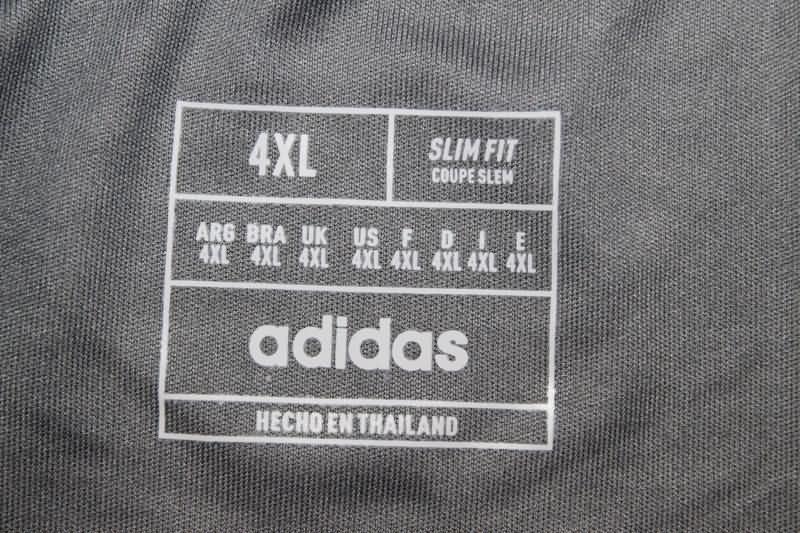 4XL
SLIM FIT
COUPE SLEM
ARG BRA UK US F D I E
4XL 4XL 4XL 4XL 4XL 4XL 4XL 4XL
adidas
HECHO EN THAILAND